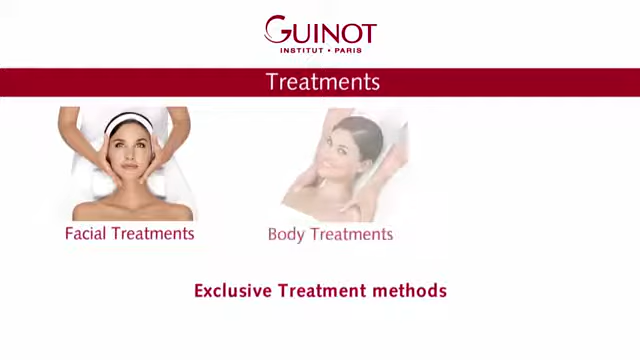 GUINOT
INSTITUT • PARIS
Treatments
Facial Treatments
Body Treatments
Exclusive Treatment methods